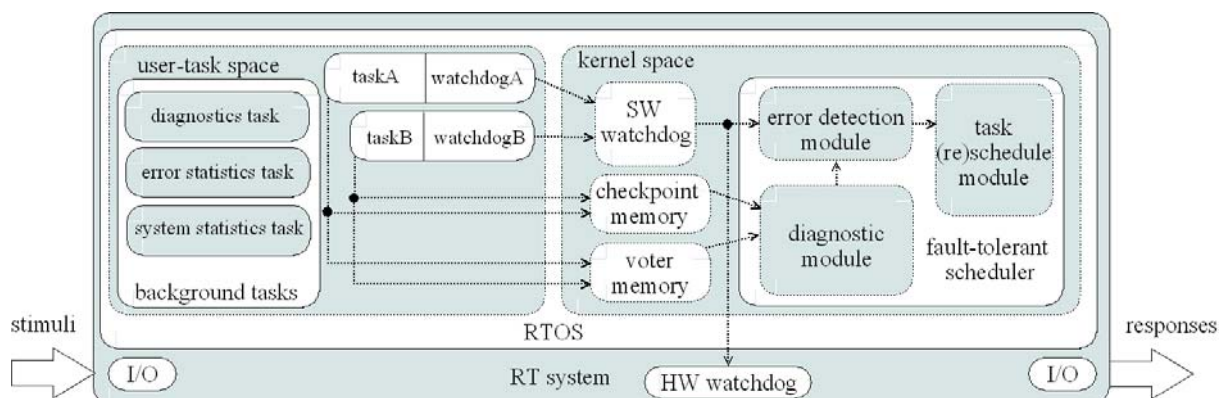 user-task space
taskA
watchdogA
taskB
watchdogB
diagnostics task
error statistics task
system statistics task
background tasks
kernel space
SW
watchdog
checkpoint
memory
voter
memory
error detection
module
task
(re)schedule
module
diagnostic
module
fault-tolerant
scheduler
RTOS
stimuli
responses
I/O
RT system
HW watchdog
I/O